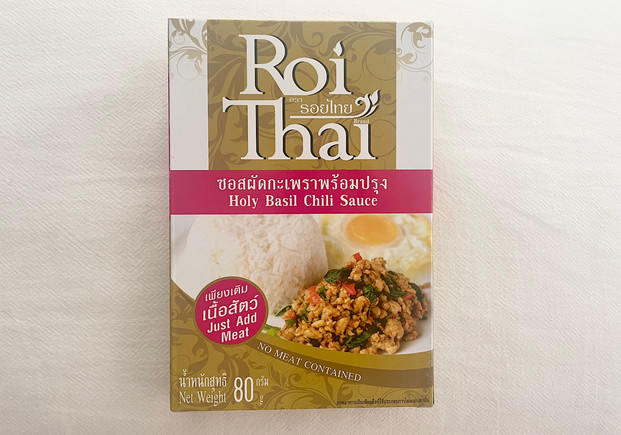 Roi
ตรา รอยไทย
Thai
Brand
ซอสผัดกะเพราพร้อมปรุง
Holy Basil Chili Sauce
เพียงเติม
เนื้อสัตว์
Just Add
Meat
NO MEAT CONTAINED
น้ำหนักสุทธิ 80 กรัม
Net Weight g.